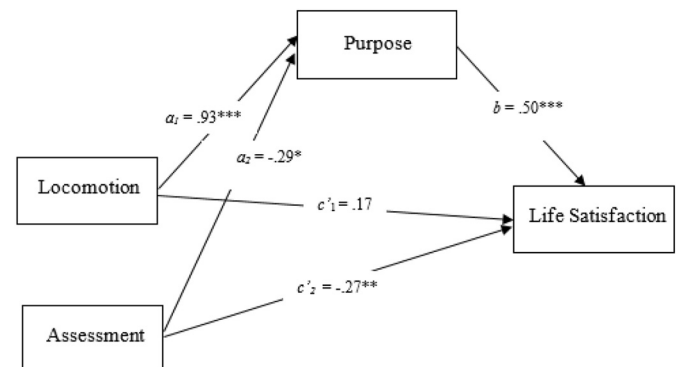 Purpose
a₁ = .93***
b = .50***
a₂ = -.29*
Locomotion
c'₁ = .17
Life Satisfaction
c'₂ = -.27**
Assessment